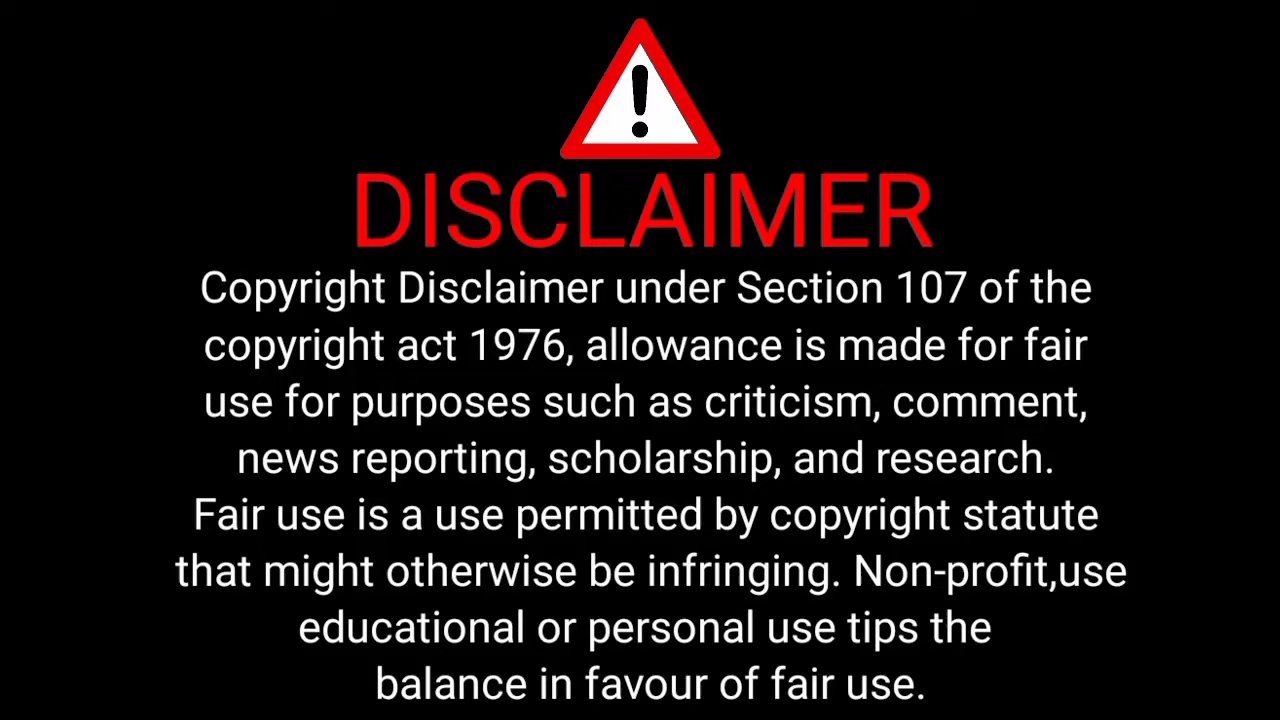 DISCLAIMER
Copyright Disclaimer under Section 107 of the
copyright act 1976, allowance is made for fair
use for purposes such as criticism, comment,
news reporting, scholarship, and research.
Fair use is a use permitted by copyright statute
that might otherwise be infringing. Non-profit,use
educational or personal use tips the
balance in favour of fair use.